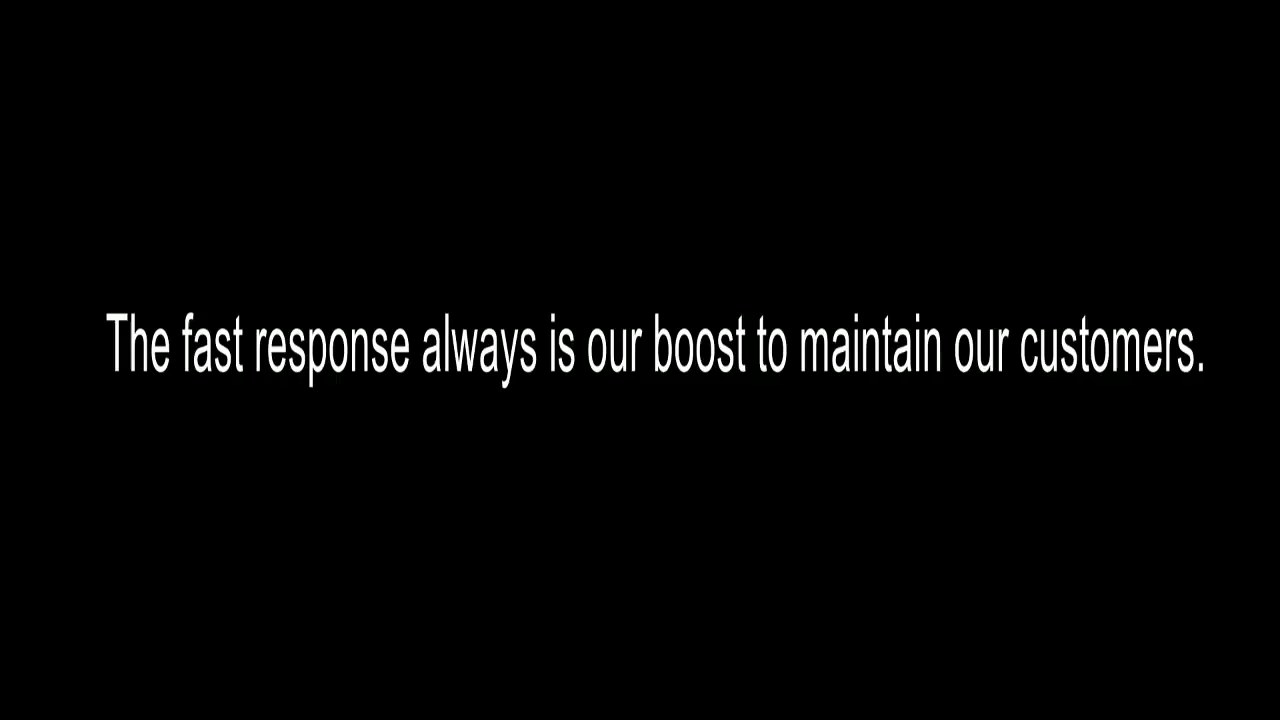 The fast response always is our boost to maintain our customers.